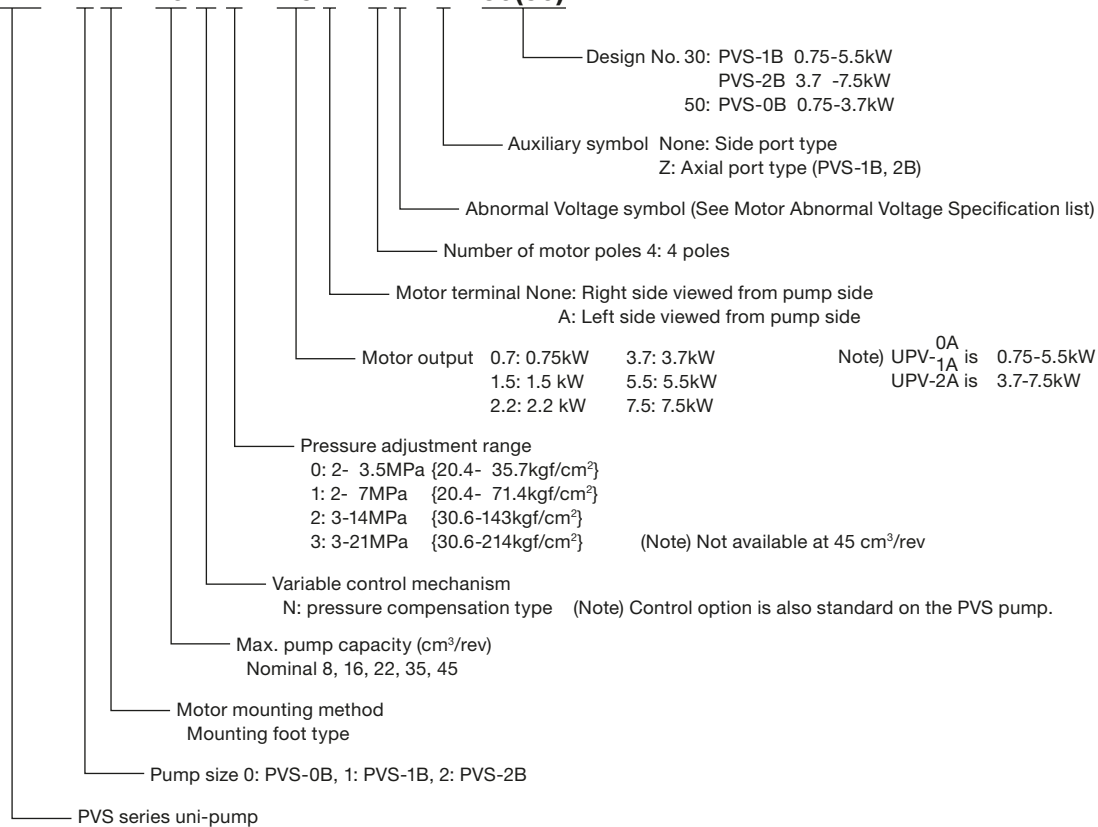 Design No. 30: PVS-1B 0.75-5.5kW
PVS-2B 3.7 -7.5kW
50: PVS-0B 0.75-3.7kW
Auxiliary symbol None: Side port type
Z: Axial port type (PVS-1B, 2B)
Abnormal Voltage symbol (See Motor Abnormal Voltage Specification list)
Number of motor poles 4: 4 poles
Motor terminal None: Right side viewed from pump side
A: Left side viewed from pump side
Motor output 0.7: 0.75kW 3.7: 3.7kW Note) UPV-0A/1A is 0.75-5.5kW
1.5: 1.5 kW 5.5: 5.5kW UPV-2A is 3.7-7.5kW
2.2: 2.2 kW 7.5: 7.5kW
Pressure adjustment range
0: 2- 3.5MPa {20.4- 35.7kgf/cm²}
1: 2- 7MPa {20.4- 71.4kgf/cm²}
2: 3-14MPa {30.6-143kgf/cm²}
3: 3-21MPa {30.6-214kgf/cm²} (Note) Not available at 45 cm³/rev
Variable control mechanism
N: pressure compensation type (Note) Control option is also standard on the PVS pump.
Max. pump capacity (cm³/rev)
Nominal 8, 16, 22, 35, 45
Motor mounting method
Mounting foot type
Pump size 0: PVS-0B, 1: PVS-1B, 2: PVS-2B
PVS series uni-pump